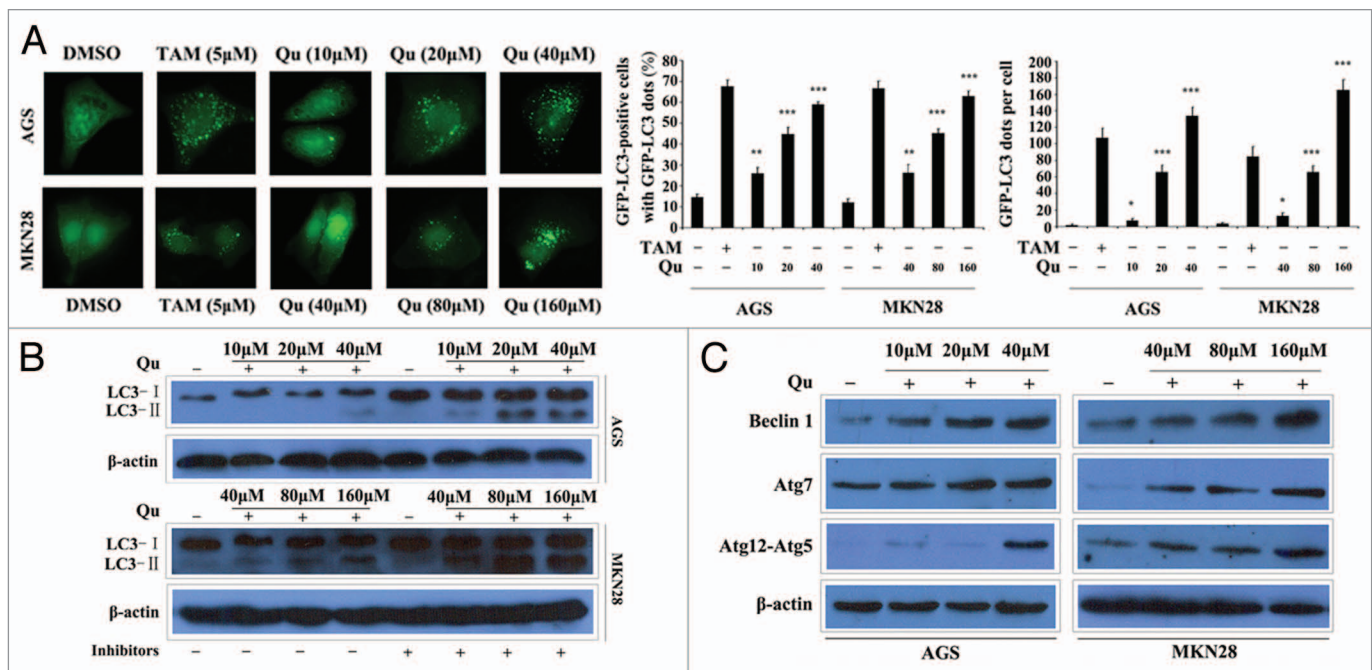 A
DMSO TAM (5μM) Qu (10μM) Qu (20μM) Qu (40μM)
AGS
MKN28
DMSO TAM (5μM) Qu (40μM) Qu (80μM) Qu (160μM)
GFP-LC3-positive cells
with GFP-LC3 dots (%)
80
70
60
50
40
30
20
10
0
** *** *** ** *** ***
TAM – + – – – – + – – –
Qu – – 10 20 40 – – 40 80 160
AGS MKN28
GFP-LC3 dots per cell
200
180
160
140
120
100
80
60
40
20
0
* *** *** * *** ***
TAM – + – – – – + – – –
Qu – – 10 20 40 – – 40 80 160
AGS MKN28
B
10μM 20μM 40μM 10μM 20μM 40μM
Qu – + + + – + + +
LC3-Ⅰ
LC3-Ⅱ
β-actin
AGS
40μM 80μM 160μM 40μM 80μM 160μM
Qu – + + + – + + +
LC3-Ⅰ
LC3-Ⅱ
β-actin
MKN28
Inhibitors – – – – + + + +
C
10μM 20μM 40μM 40μM 80μM 160μM
Qu – + + + – + + +
Beclin 1
Atg7
Atg12-Atg5
β-actin
AGS MKN28